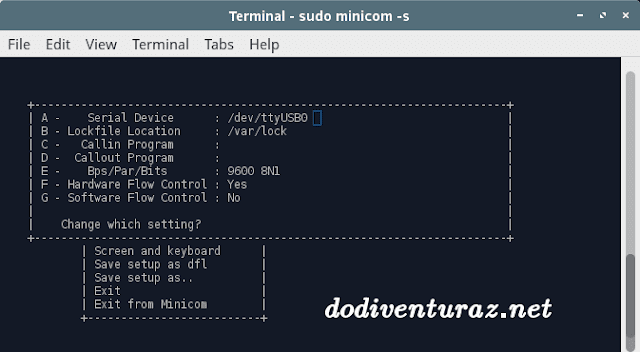 Terminal - sudo minicom -s
File Edit View Terminal Tabs Help
A - Serial Device : /dev/ttyUSB0
B - Lockfile Location : /var/lock
C - Callin Program :
D - Callout Program :
E - Bps/Par/Bits : 9600 8N1
F - Hardware Flow Control : Yes
G - Software Flow Control : No
Change which setting?
Screen and keyboard
Save setup as dfl
Save setup as..
Exit
Exit from Minicom
dodiventuraz.net